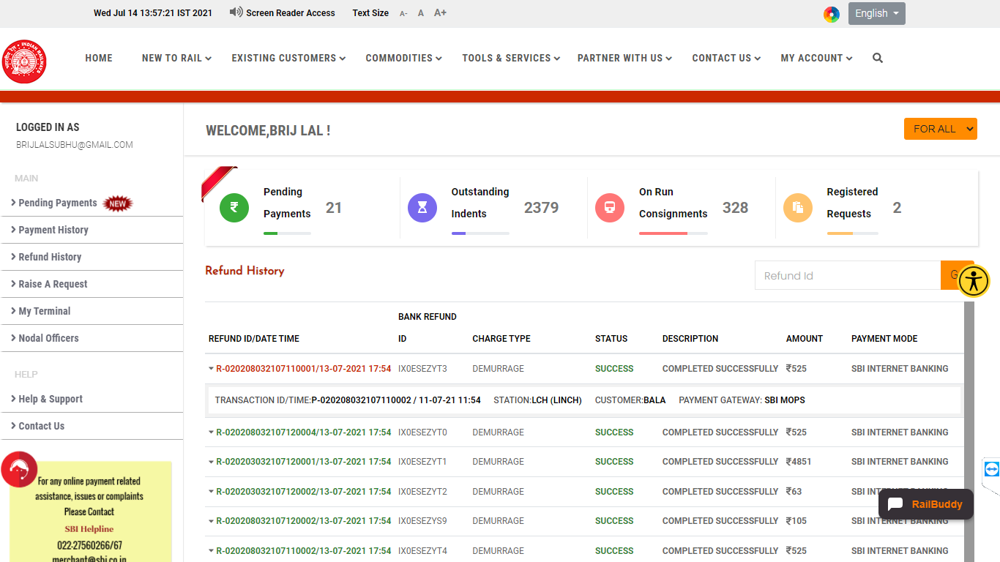 Wed Jul 14 13:57:21 IST 2021 Screen Reader Access Text Size A- A A+ English
INDIAN RAILWAYS
HOME NEW TO RAIL EXISTING CUSTOMERS COMMODITIES TOOLS & SERVICES PARTNER WITH US CONTACT US MY ACCOUNT
LOGGED IN AS
BRIJLALSUBHU@GMAIL.COM
MAIN
Pending Payments NEW
Payment History
Refund History
Raise A Request
My Terminal
Nodal Officers
HELP
Help & Support
Contact Us
For any online payment related
assistance, issues or complaints
Please Contact
SBI Helpline
022-27560266/67
merchant@sbi.co.in
WELCOME,BRIJ LAL !
FOR ALL
Pending
Payments 21
Outstanding
Indents 2379
On Run
Consignments 328
Registered
Requests 2
Refund History
Refund Id
REFUND ID/DATE TIME BANK REFUND ID CHARGE TYPE STATUS DESCRIPTION AMOUNT PAYMENT MODE
R-020208032107110001/13-07-2021 17:54 IX0ESEZYT3 DEMURRAGE SUCCESS COMPLETED SUCCESSFULLY ₹525 SBI INTERNET BANKING
TRANSACTION ID/TIME:P-020208032107110002 / 11-07-21 11:54 STATION:LCH (LINCH) CUSTOMER:BALA PAYMENT GATEWAY: SBI MOPS
R-020208032107120004/13-07-2021 17:54 IX0ESEZYT0 DEMURRAGE SUCCESS COMPLETED SUCCESSFULLY ₹525 SBI INTERNET BANKING
R-020203032107120001/13-07-2021 17:54 IX0ESEZYT1 DEMURRAGE SUCCESS COMPLETED SUCCESSFULLY ₹4851 SBI INTERNET BANKING
R-020203032107120002/13-07-2021 17:54 IX0ESEZYT2 DEMURRAGE SUCCESS COMPLETED SUCCESSFULLY ₹63 SBI INTERNET BANKING
RailBuddy
R-020208032107120002/13-07-2021 17:54 IX0ESEZYS9 DEMURRAGE SUCCESS COMPLETED SUCCESSFULLY ₹105 SBI INTERNET BANKING
R-020208032107110002/13-07-2021 17:54 IX0ESEZYT4 DEMURRAGE SUCCESS COMPLETED SUCCESSFULLY ₹525 SBI INTERNET BANKING